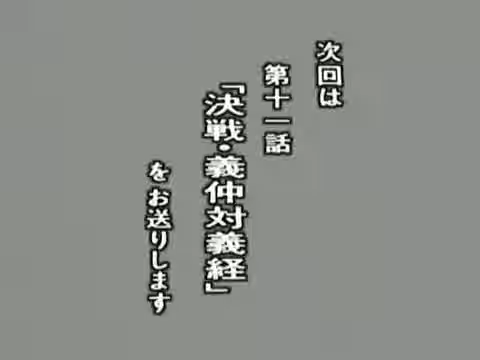 次回は
第十一話
「決戦・義仲対義経」
をお送りします